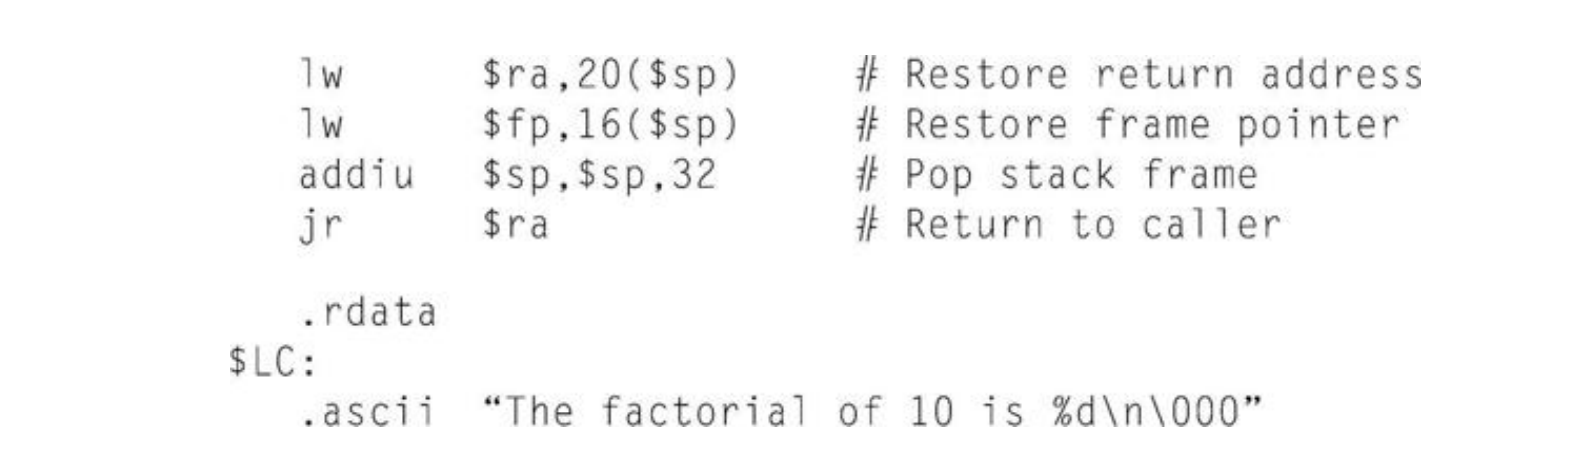 lw $ra,20($sp) # Restore return address
lw $fp,16($sp) # Restore frame pointer
addiu $sp,$sp,32 # Pop stack frame
jr $ra # Return to caller
.rdata
$LC:
.ascii “The factorial of 10 is %d\n\000”